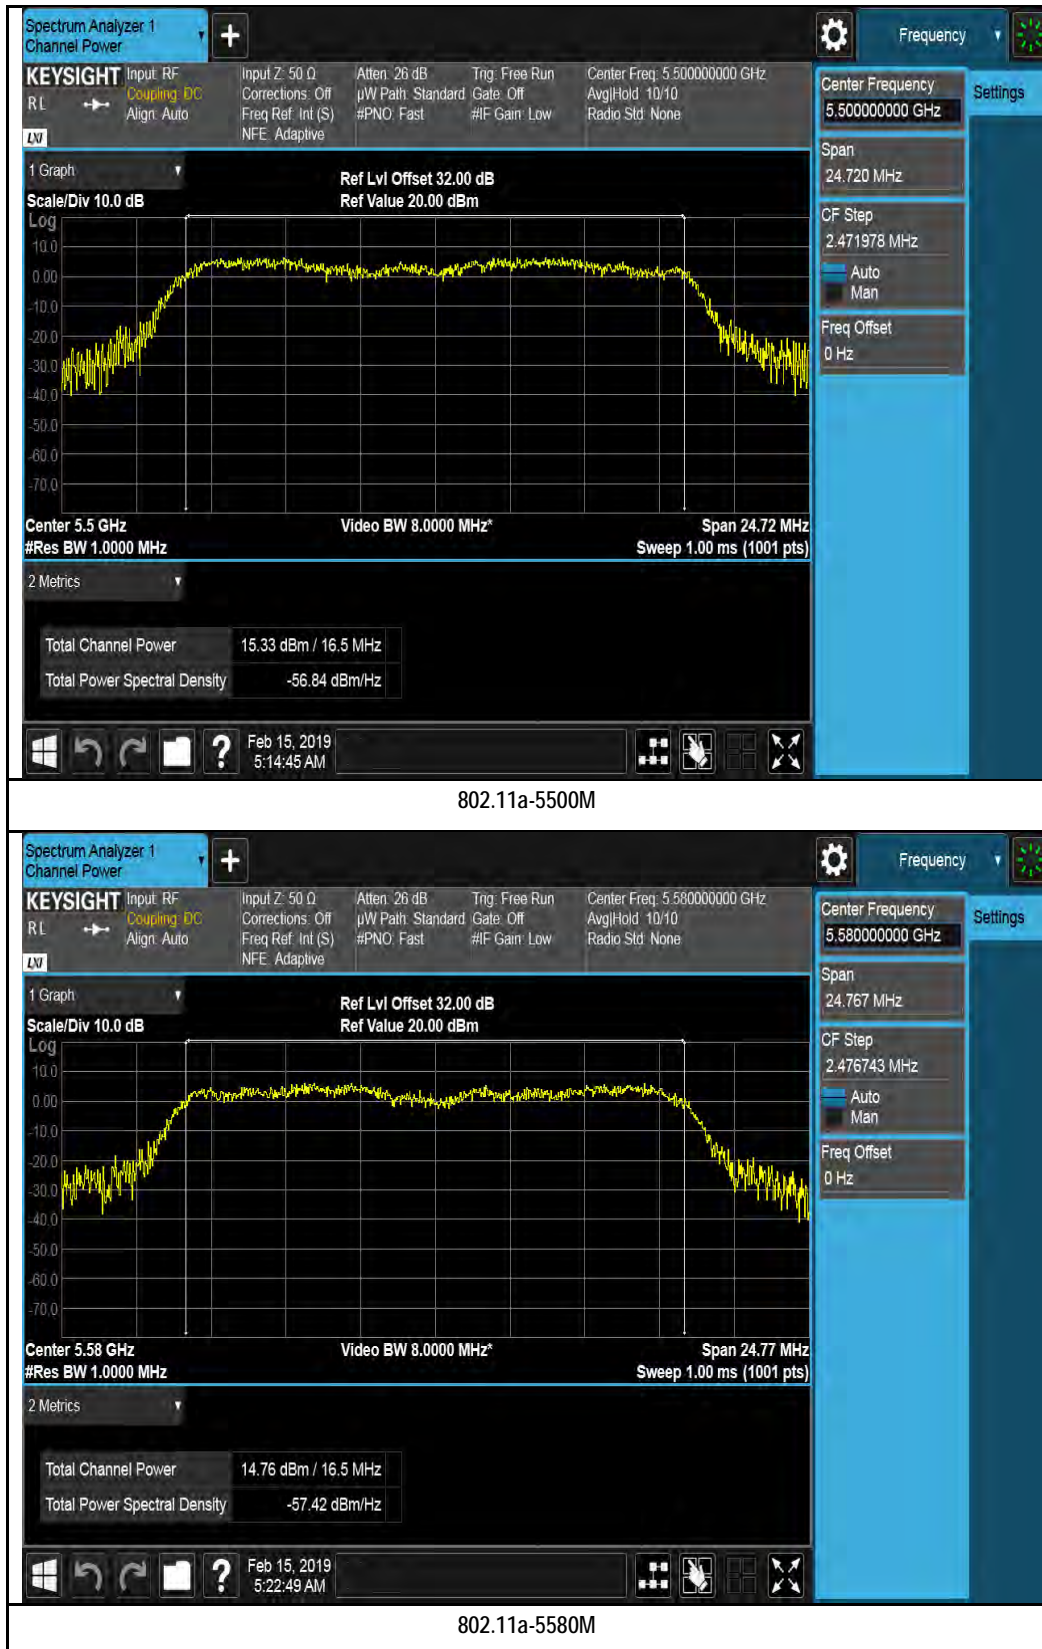 Spectrum Analyzer 1
Channel Power
+
Frequency
KEYSIGHT
RL
LXI
Input: RF
Coupling: DC
Align: Auto
Input Z: 50 Ω
Corrections: Off
Freq Ref: Int (S)
NFE: Adaptive
Atten: 26 dB
µW Path: Standard
#PNO: Fast
Trig: Free Run
Gate: Off
#IF Gain: Low
Center Freq: 5.500000000 GHz
Avg|Hold: 10/10
Radio Std: None
Center Frequency
5.500000000 GHz
Settings
Span
24.720 MHz
CF Step
2.471978 MHz
Auto
Man
Freq Offset
0 Hz
1 Graph
Scale/Div 10.0 dB
Ref Lvl Offset 32.00 dB
Ref Value 20.00 dBm
Log
10.0
0.00
-10.0
-20.0
-30.0
-40.0
-50.0
-60.0
-70.0
Center 5.5 GHz
#Res BW 1.0000 MHz
Video BW 8.0000 MHz*
Span 24.72 MHz
Sweep 1.00 ms (1001 pts)
2 Metrics
Total Channel Power 15.33 dBm / 16.5 MHz
Total Power Spectral Density -56.84 dBm/Hz
?
Feb 15, 2019
5:14:45 AM
802.11a-5500M
Spectrum Analyzer 1
Channel Power
+
Frequency
KEYSIGHT
RL
LXI
Input: RF
Coupling: DC
Align: Auto
Input Z: 50 Ω
Corrections: Off
Freq Ref: Int (S)
NFE: Adaptive
Atten: 26 dB
µW Path: Standard
#PNO: Fast
Trig: Free Run
Gate: Off
#IF Gain: Low
Center Freq: 5.580000000 GHz
Avg|Hold: 10/10
Radio Std: None
Center Frequency
5.580000000 GHz
Settings
Span
24.767 MHz
CF Step
2.476743 MHz
Auto
Man
Freq Offset
0 Hz
1 Graph
Scale/Div 10.0 dB
Ref Lvl Offset 32.00 dB
Ref Value 20.00 dBm
Log
10.0
0.00
-10.0
-20.0
-30.0
-40.0
-50.0
-60.0
-70.0
Center 5.58 GHz
#Res BW 1.0000 MHz
Video BW 8.0000 MHz*
Span 24.77 MHz
Sweep 1.00 ms (1001 pts)
2 Metrics
Total Channel Power 14.76 dBm / 16.5 MHz
Total Power Spectral Density -57.42 dBm/Hz
?
Feb 15, 2019
5:22:49 AM
802.11a-5580M